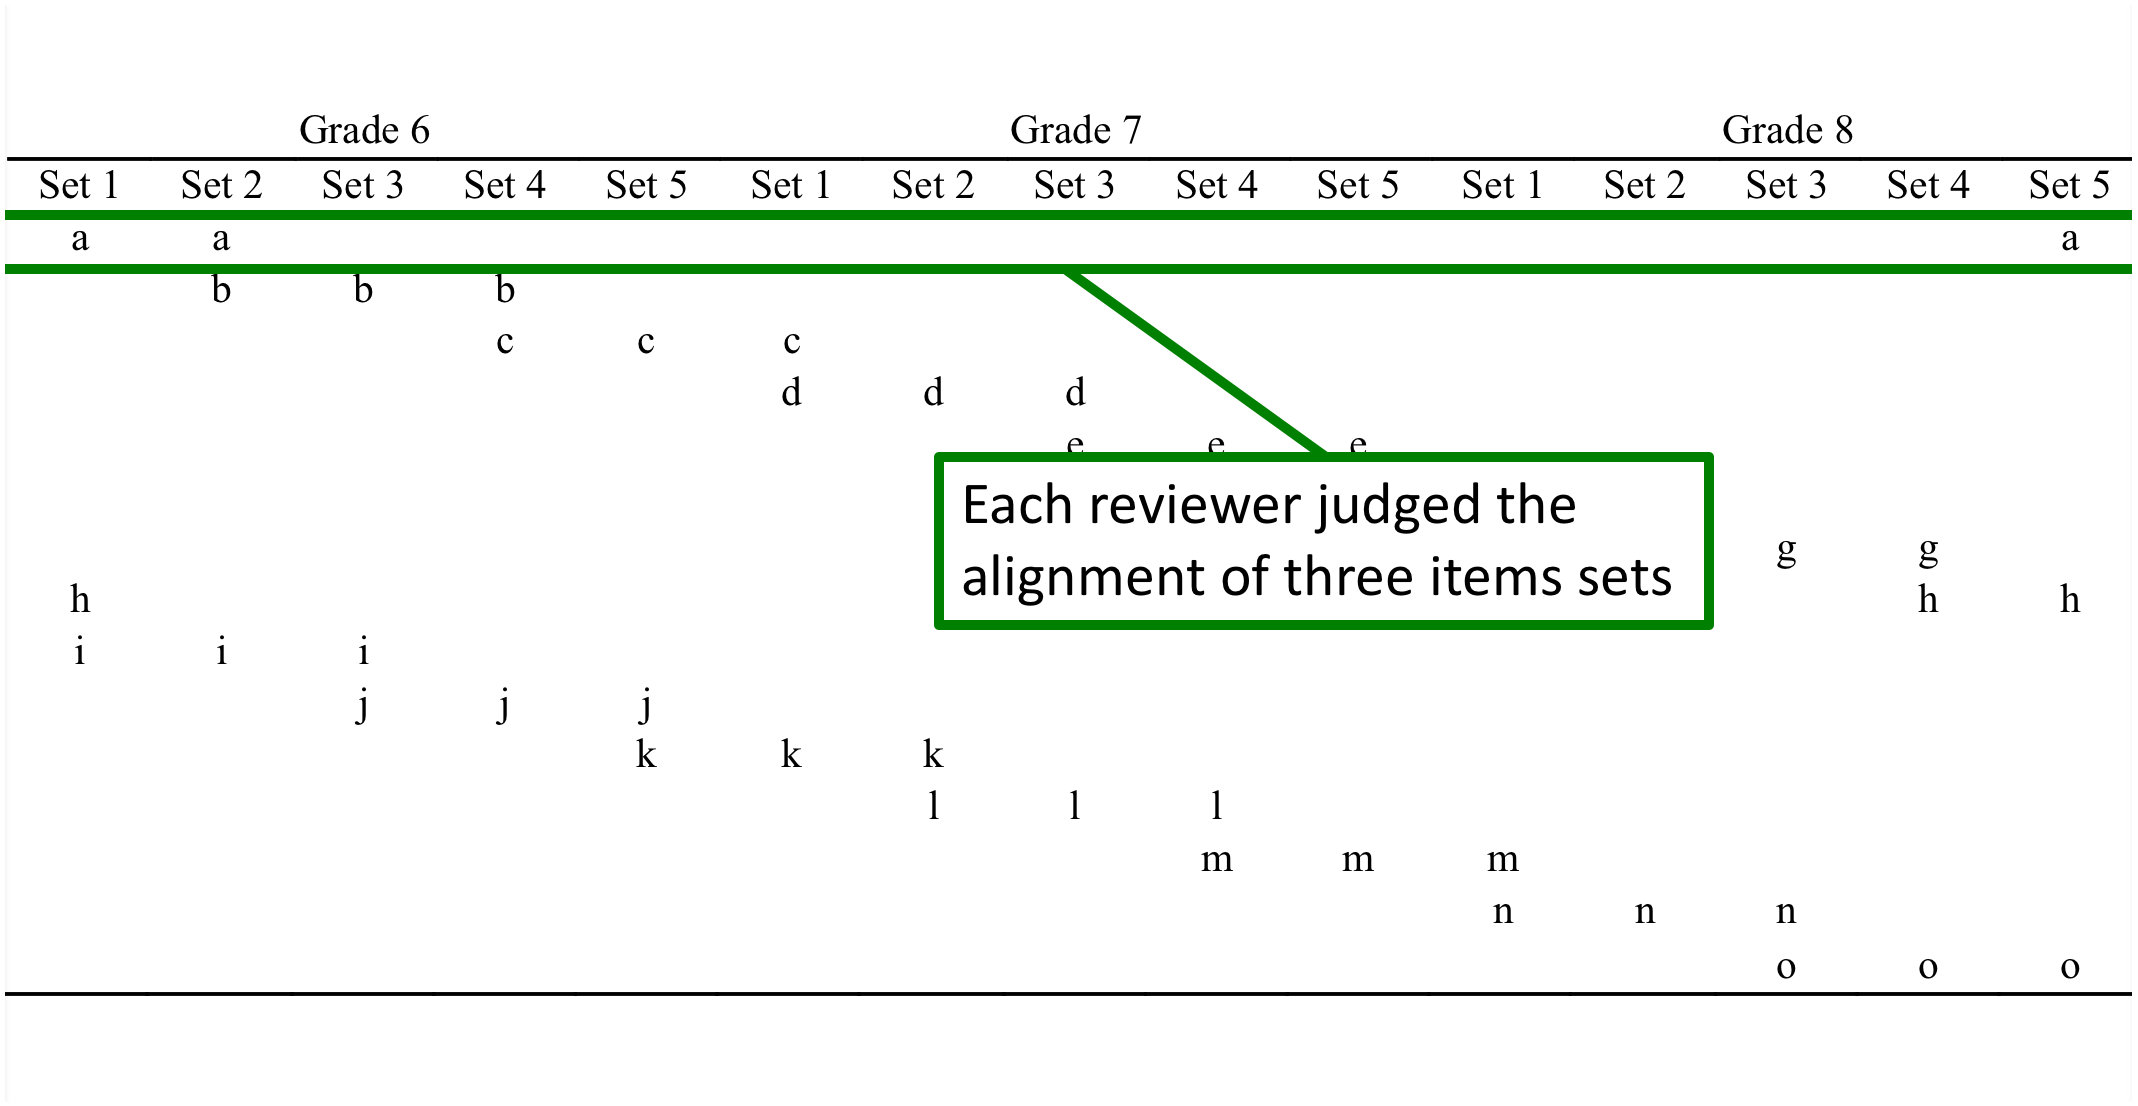 Grade 6 Grade 7 Grade 8
Set 1 Set 2 Set 3 Set 4 Set 5 Set 1 Set 2 Set 3 Set 4 Set 5 Set 1 Set 2 Set 3 Set 4 Set 5
a a a
b b b
c c c
d d d
e e e
Each reviewer judged the
alignment of three items sets
g g
h h h
i i i
j j j
k k k
l l l
m m m
n n n
o o o